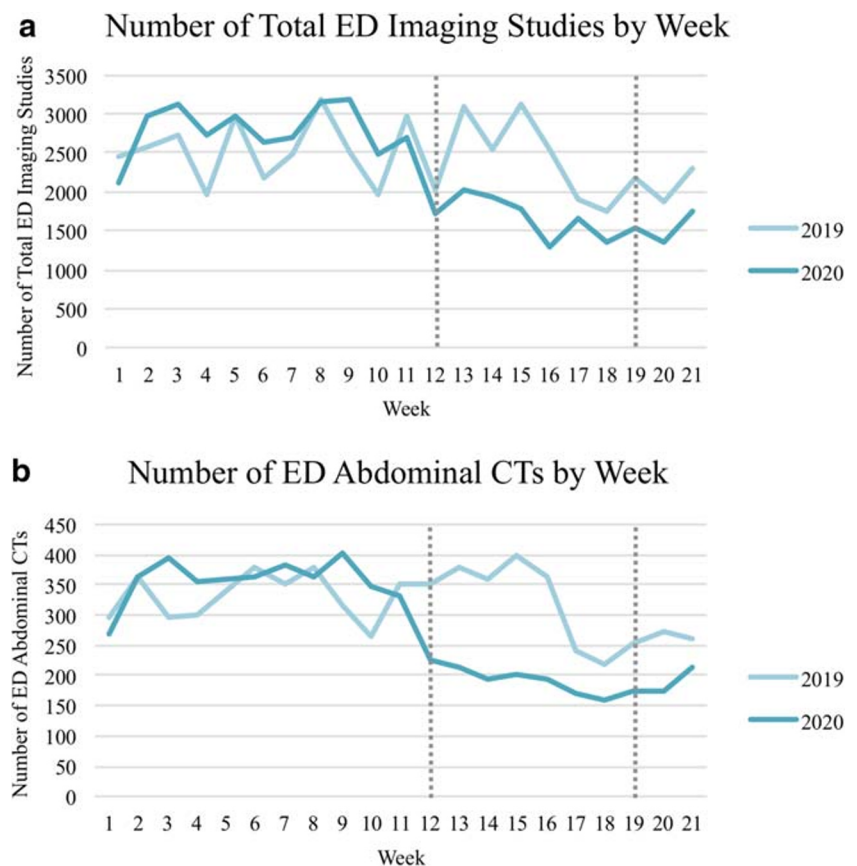 a
Number of Total ED Imaging Studies by Week
Number of Total ED Imaging Studies
3500
3000
2500
2000
1500
1000
500
0
1 2 3 4 5 6 7 8 9 10 11 12 13 14 15 16 17 18 19 20 21
Week
2019
2020
b
Number of ED Abdominal CTs by Week
Number of ED Abdominal CTs
450
400
350
300
250
200
150
100
50
0
1 2 3 4 5 6 7 8 9 10 11 12 13 14 15 16 17 18 19 20 21
Week
2019
2020